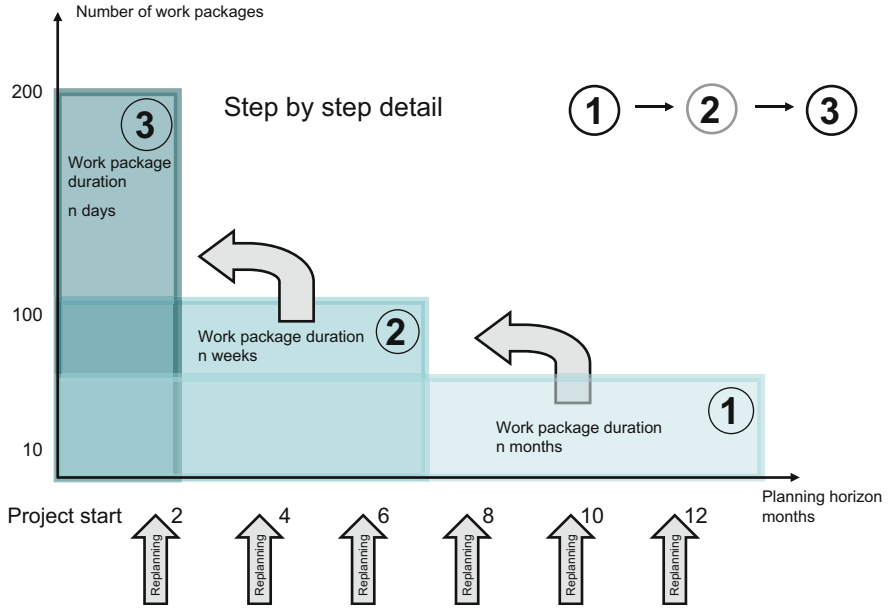 Number of work packages
200
3
Step by step detail
1
2
3
Work package
duration
n days
100
Work package duration
n weeks
2
1
Work package duration
n months
10
Planning horizon
months
Project start
2
4
6
8
10
12
Replanning
Replanning
Replanning
Replanning
Replanning
Replanning